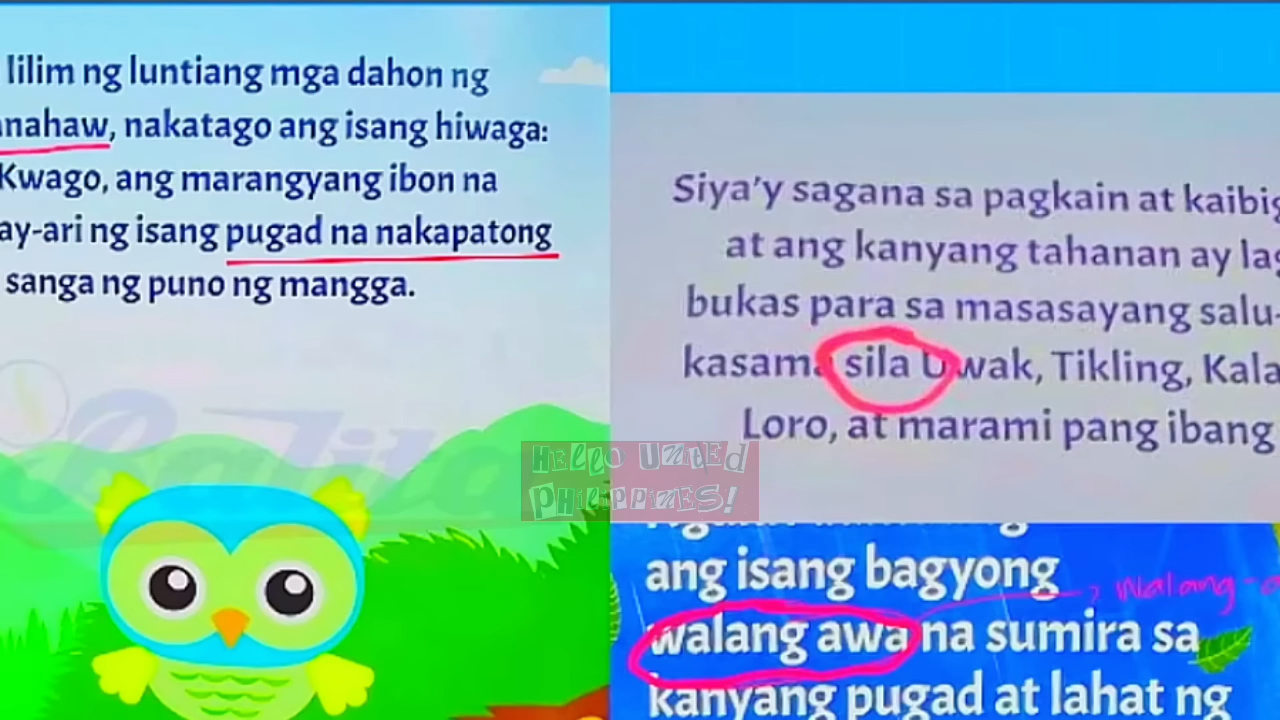 lilim ng luntiang mga dahon ng
nahaw, nakatago ang isang hiwaga:
Kwago, ang marangyang ibon na
ay-ari ng isang pugad na nakapatong
sanga ng puno ng mangga.
Siya'y sagana sa pagkain at kaibig
at ang kanyang tahanan ay lag
bukas para sa masasayang salu-
kasama sila Uwak, Tikling, Kala
Loro, at marami pang ibang
HELLO UNITED
PHILIPPINES!
ang isang bagyong
walang-a
walang awa na sumira sa
kanyang pugad at lahat ng